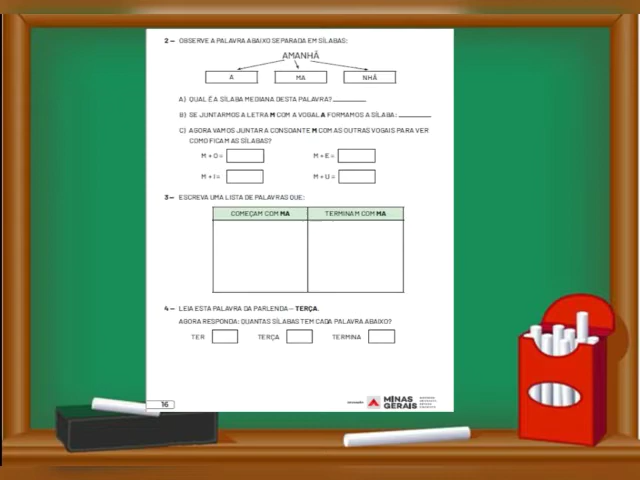 2 – OBSERVE A PALAVRA ABAIXO SEPARADA EM SÍLABAS:
AMANHÃ
A MA NHÃ
A) QUAL É A SÍLABA MEDIANA DESTA PALAVRA? ________
B) SE JUNTARMOS A LETRA M COM A VOGAL A FORMAMOS A SÍLABA: ________
C) AGORA VAMOS JUNTAR A CONSOANTE M COM AS OUTRAS VOGAIS PARA VER
COMO FICAM AS SÍLABAS?
M + O = M + E =
M + I = M + U =
3 – ESCREVA UMA LISTA DE PALAVRAS QUE:
COMEÇAM COM MA TERMINAM COM MA
4 – LEIA ESTA PALAVRA DA PARLENDA – TERÇA.
AGORA RESPONDA: QUANTAS SÍLABAS TEM CADA PALAVRA ABAIXO?
TER TERÇA TERMINA
16
MINAS
GERAIS